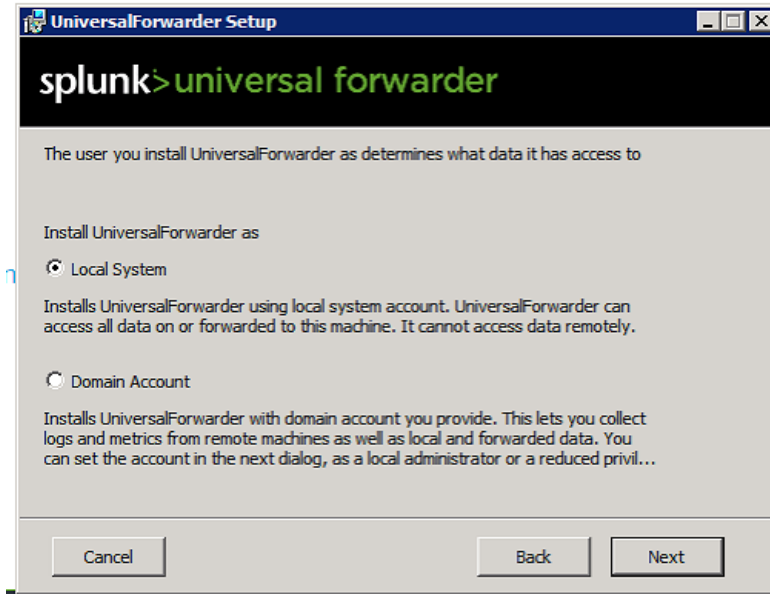 UniversalForwarder Setup
splunk>universal forwarder
The user you install UniversalForwarder as determines what data it has access to
Install UniversalForwarder as
Local System
Installs UniversalForwarder using local system account. UniversalForwarder can
access all data on or forwarded to this machine. It cannot access data remotely.
Domain Account
Installs UniversalForwarder with domain account you provide. This lets you collect
logs and metrics from remote machines as well as local and forwarded data. You
can set the account in the next dialog, as a local administrator or a reduced privil...
Cancel Back Next